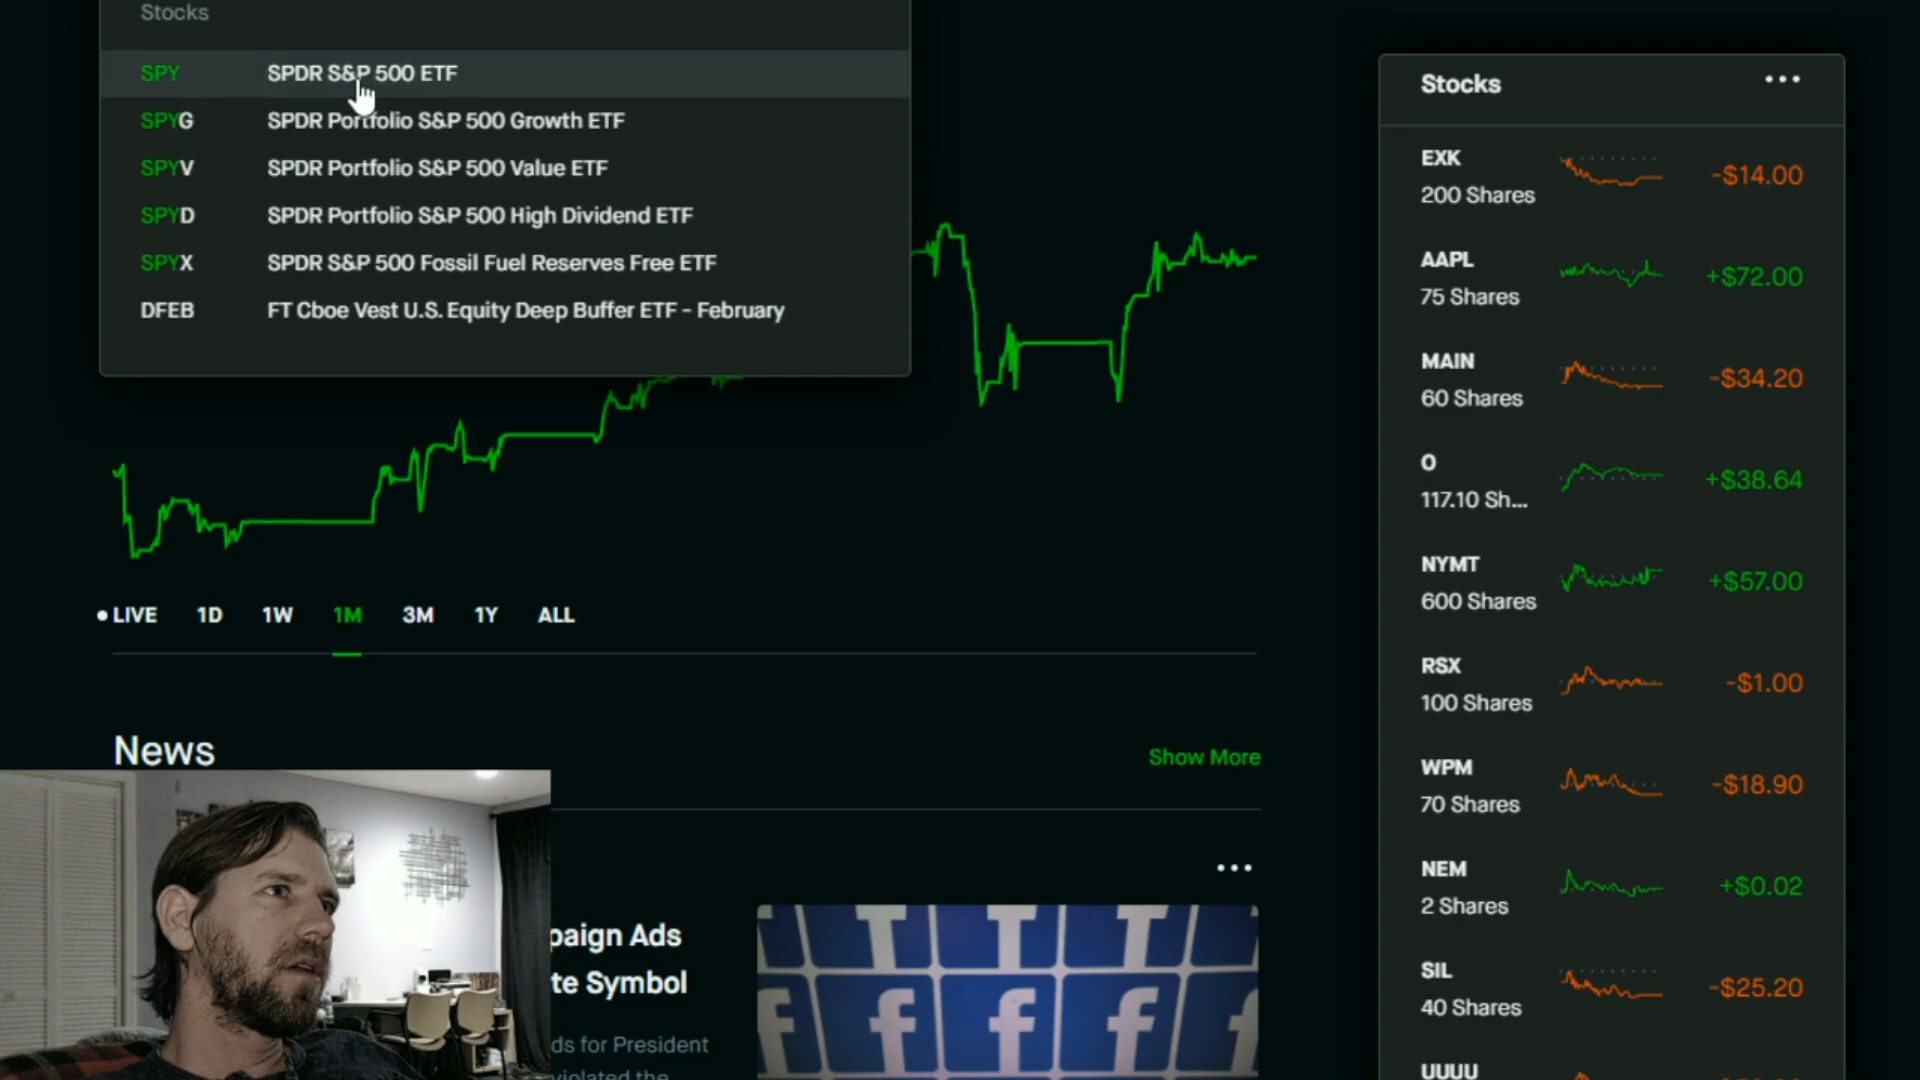 Stocks
SPY SPDR S&P 500 ETF
SPYG SPDR Portfolio S&P 500 Growth ETF
SPYV SPDR Portfolio S&P 500 Value ETF
SPYD SPDR Portfolio S&P 500 High Dividend ETF
SPYX SPDR S&P 500 Fossil Fuel Reserves Free ETF
DFEB FT Cboe Vest U.S. Equity Deep Buffer ETF - February
LIVE 1D 1W 1M 3M 1Y ALL
News
Show More
paign Ads
te Symbol
ds for President
violated the
Stocks
EXK
200 Shares
-$14.00
AAPL
75 Shares
+$72.00
MAIN
60 Shares
-$34.20
O
117.10 Sh...
+$38.64
NYMT
600 Shares
+$57.00
RSX
100 Shares
-$1.00
WPM
70 Shares
-$18.90
NEM
2 Shares
+$0.02
SIL
40 Shares
-$25.20
UUUU